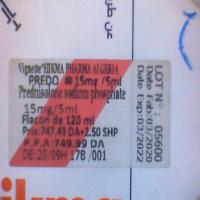 Vignette HIKMA PHARMA ALGERIA
PREDO ® 15mg /5ml
Prednisolone sodium phosphate
15mg/5ml
Flacon de 120 ml
Prix:747.49 DA+2.50 SHP
P.P.A:749.99 DA
DE:20/09H 178 /001
LOT N° : 05600
Date Fab:03/2020
Date Exp:03/2022